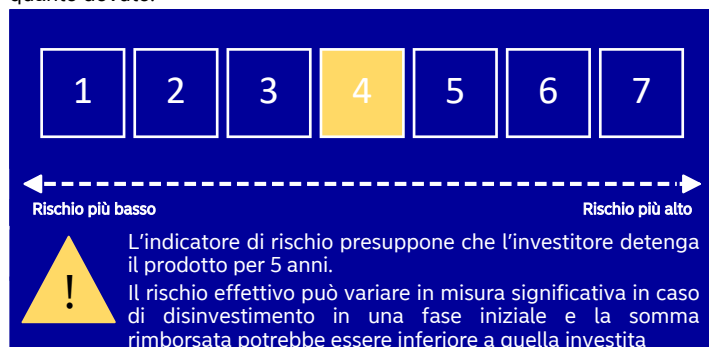 quanto dovuto.
1 2 3 4 5 6 7
Rischio più basso Rischio più alto
L'indicatore di rischio presuppone che l'investitore detenga
il prodotto per 5 anni.
!
Il rischio effettivo può variare in misura significativa in caso
di disinvestimento in una fase iniziale e la somma
rimborsata potrebbe essere inferiore a quella investita